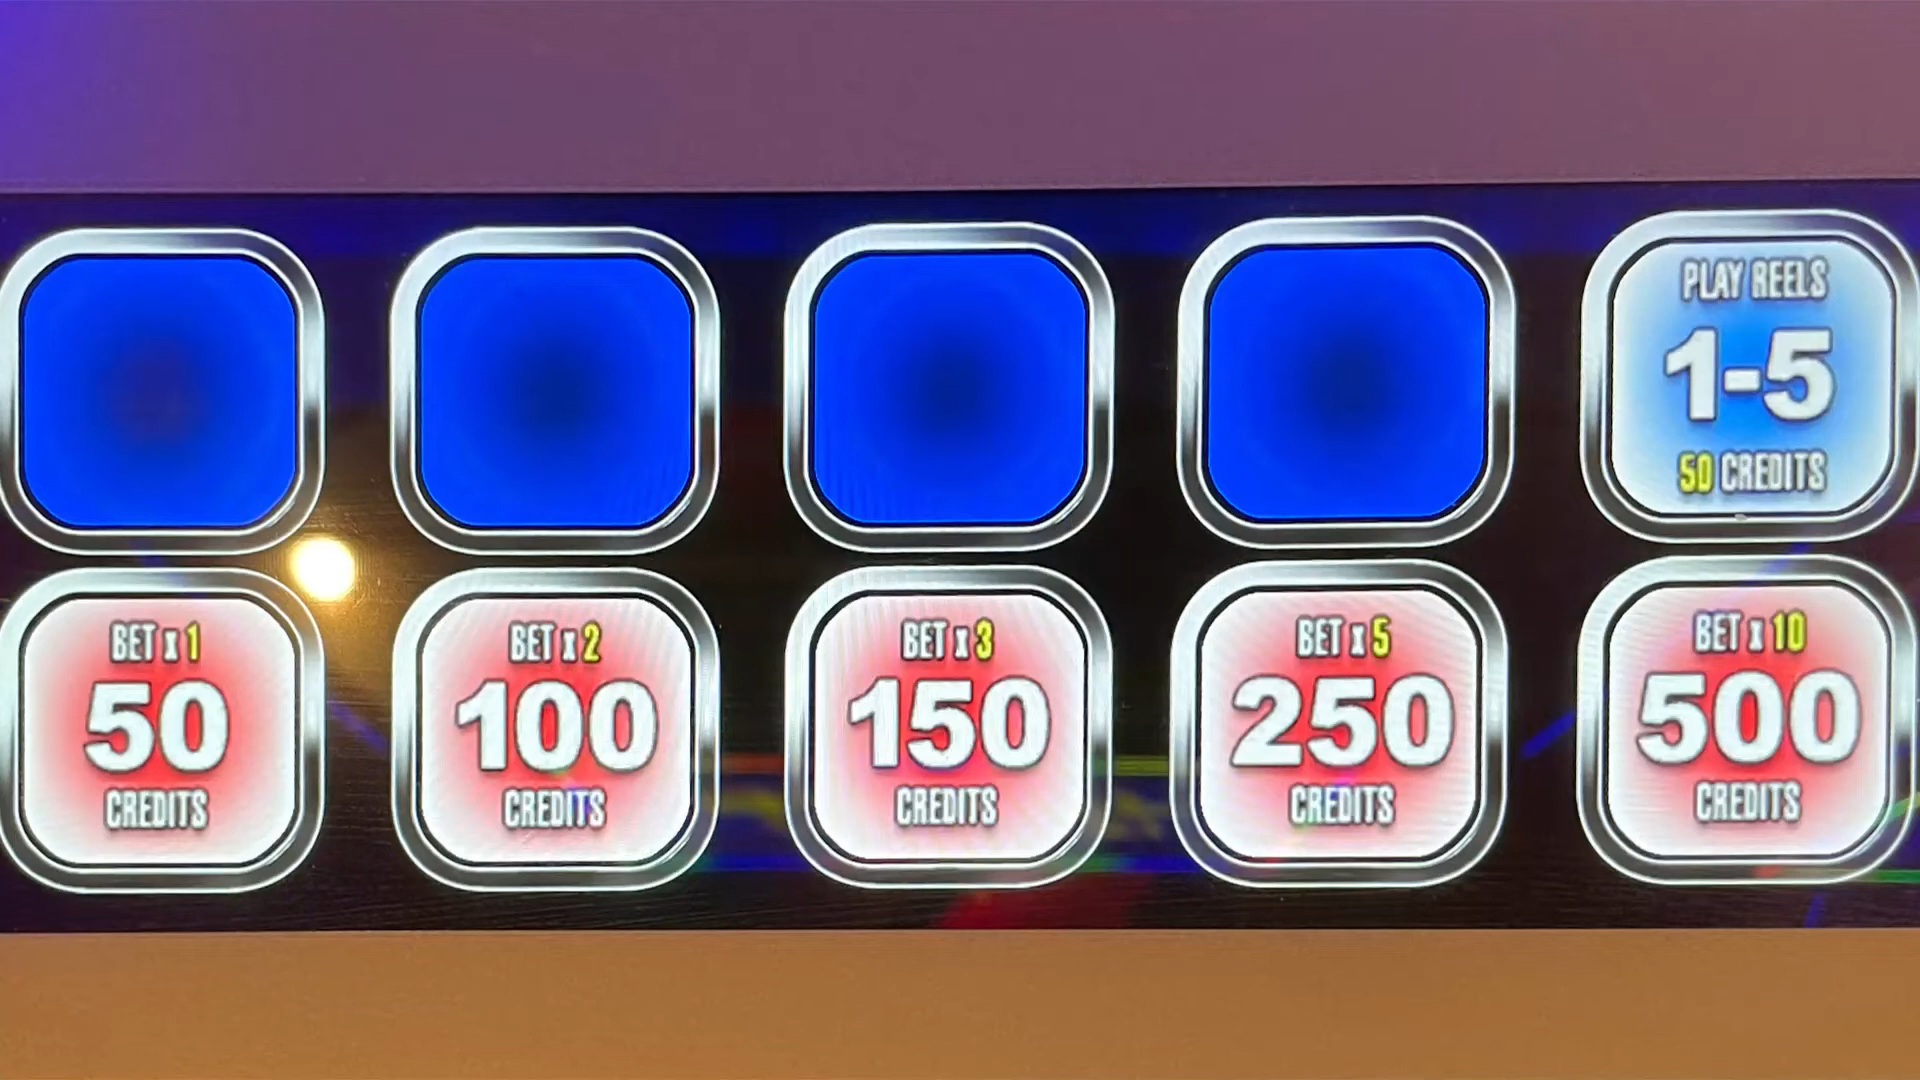 PLAY REELS
1-5
50 CREDITS
BET x 1
50
CREDITS
BET x 2
100
CREDITS
BET x 3
150
CREDITS
BET x 5
250
CREDITS
BET x 10
500
CREDITS